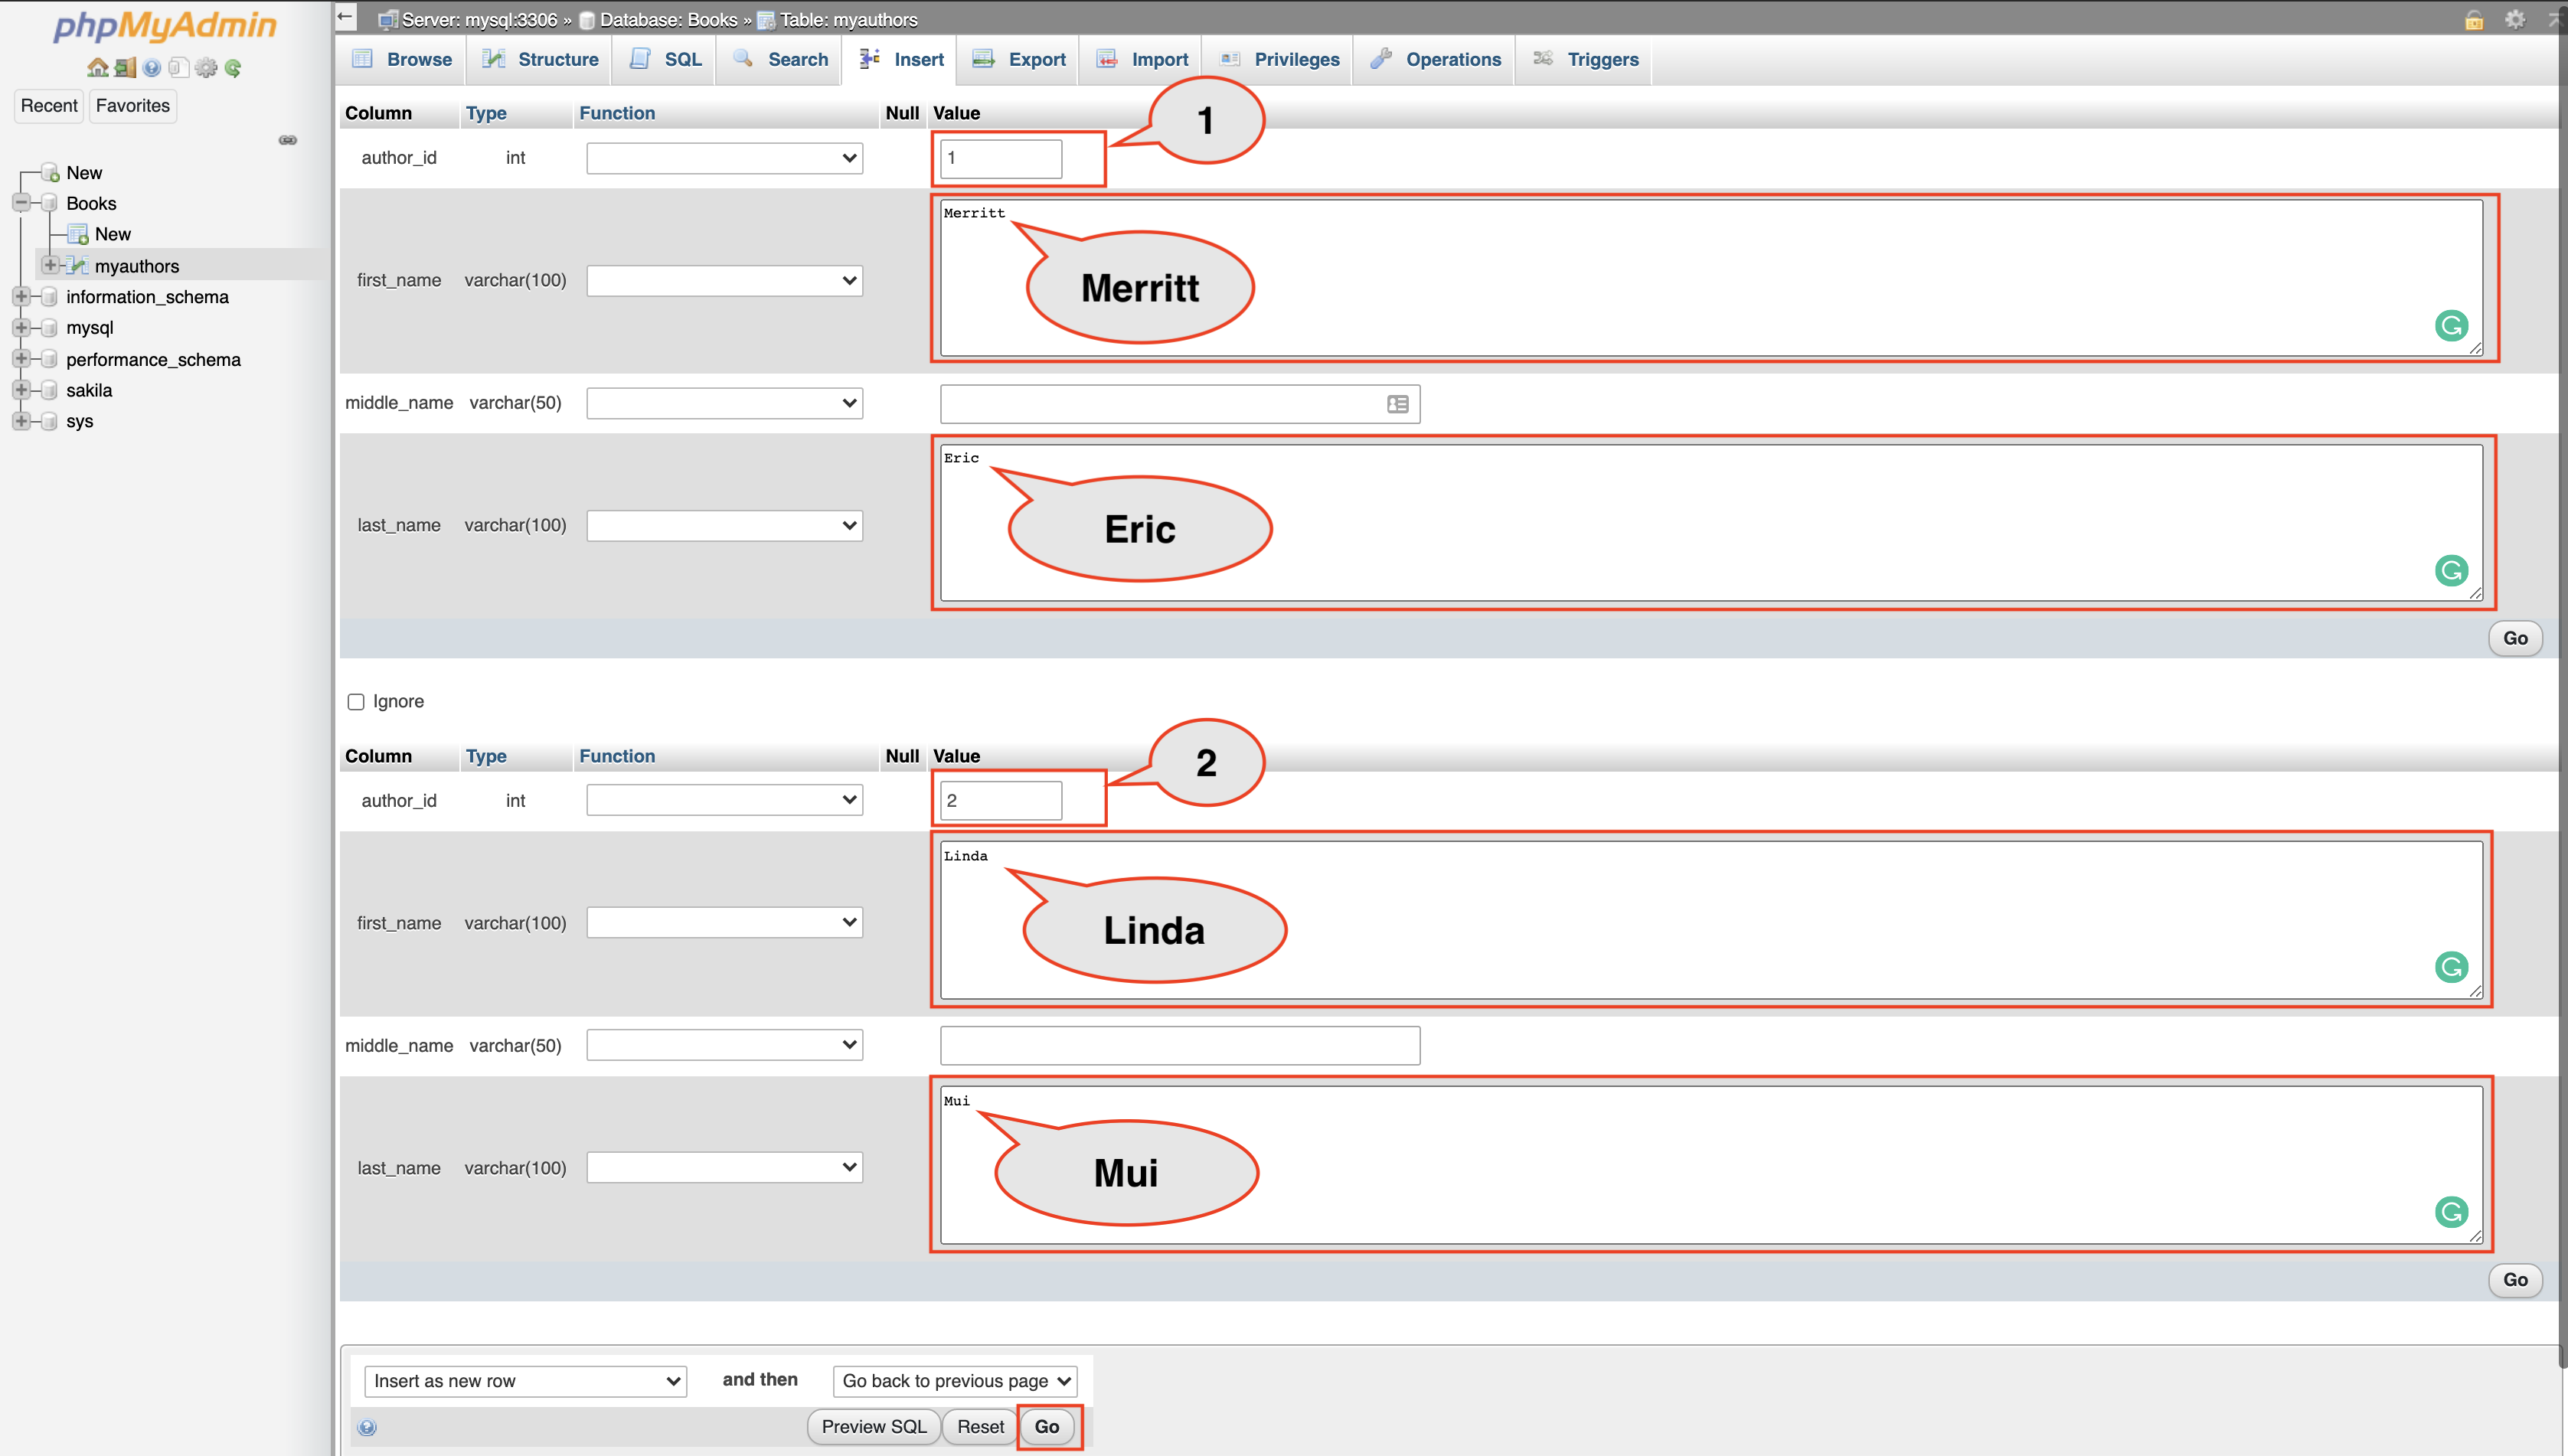 phpMyAdmin
Recent Favorites
New
Books
New
myauthors
information_schema
mysql
performance_schema
sakila
sys
Server: mysql:3306 » Database: Books » Table: myauthors
Browse Structure SQL Search Insert Export Import Privileges Operations Triggers
Column Type Function Null Value
1
author_id int 1
Merritt
first_name varchar(100) Merritt
middle_name varchar(50)
Eric
last_name varchar(100) Eric
Go
Ignore
Column Type Function Null Value
2
author_id int 2
Linda
first_name varchar(100) Linda
middle_name varchar(50)
Mui
last_name varchar(100) Mui
Go
Insert as new row and then Go back to previous page
Preview SQL Reset Go